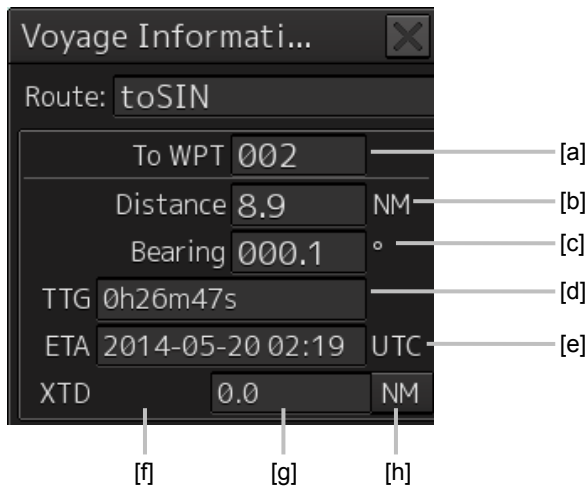 Voyage Informati...
Route: toSIN
To WPT 002 [a]
Distance 8.9 NM [b]
Bearing 000.1 ° [c]
TTG 0h26m47s [d]
ETA 2014-05-20 02:19 UTC [e]
XTD 0.0 NM
[f] [g] [h]